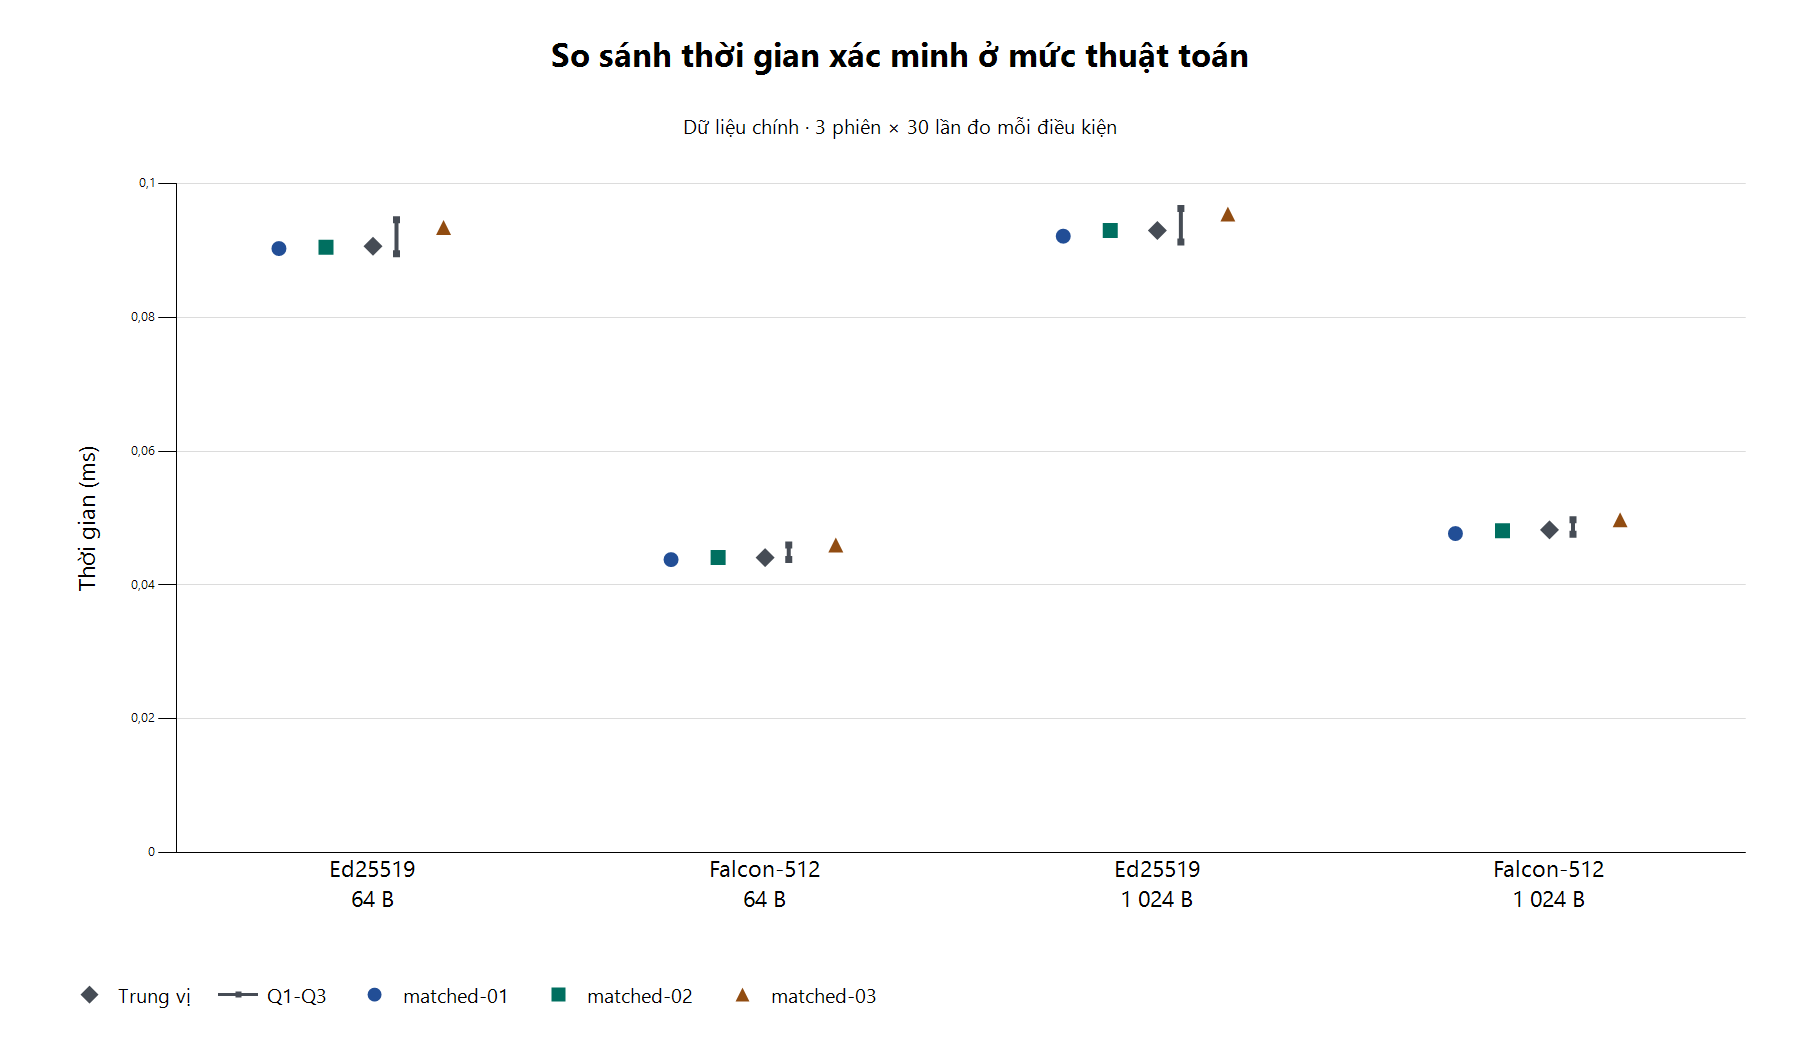 So sánh thời gian xác minh ở mức thuật toán
Dữ liệu chính · 3 phiên × 30 lần đo mỗi điều kiện
Thời gian (ms)
0,1
0,08
0,06
0,04
0,02
0
Ed25519
64 B
Falcon-512
64 B
Ed25519
1 024 B
Falcon-512
1 024 B
Trung vị
Q1-Q3
matched-01
matched-02
matched-03